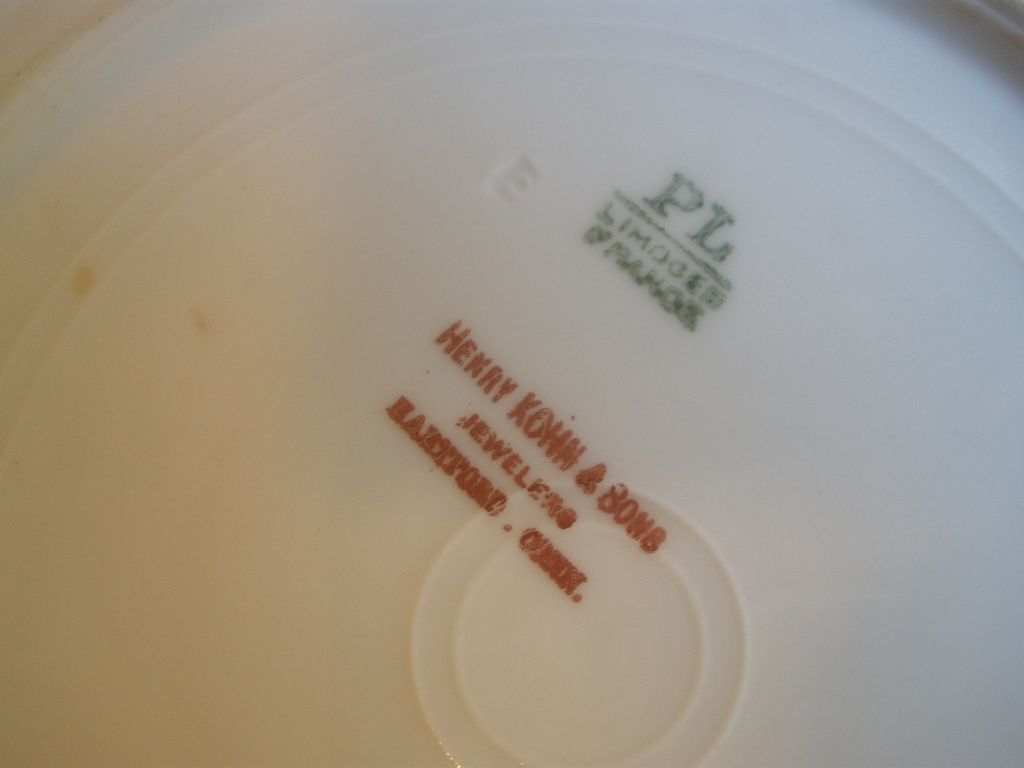 E
PL
LIMOGES
FRANCE
HENRY KOHN & SONS
JEWELERS
HARTFORD. CONN.